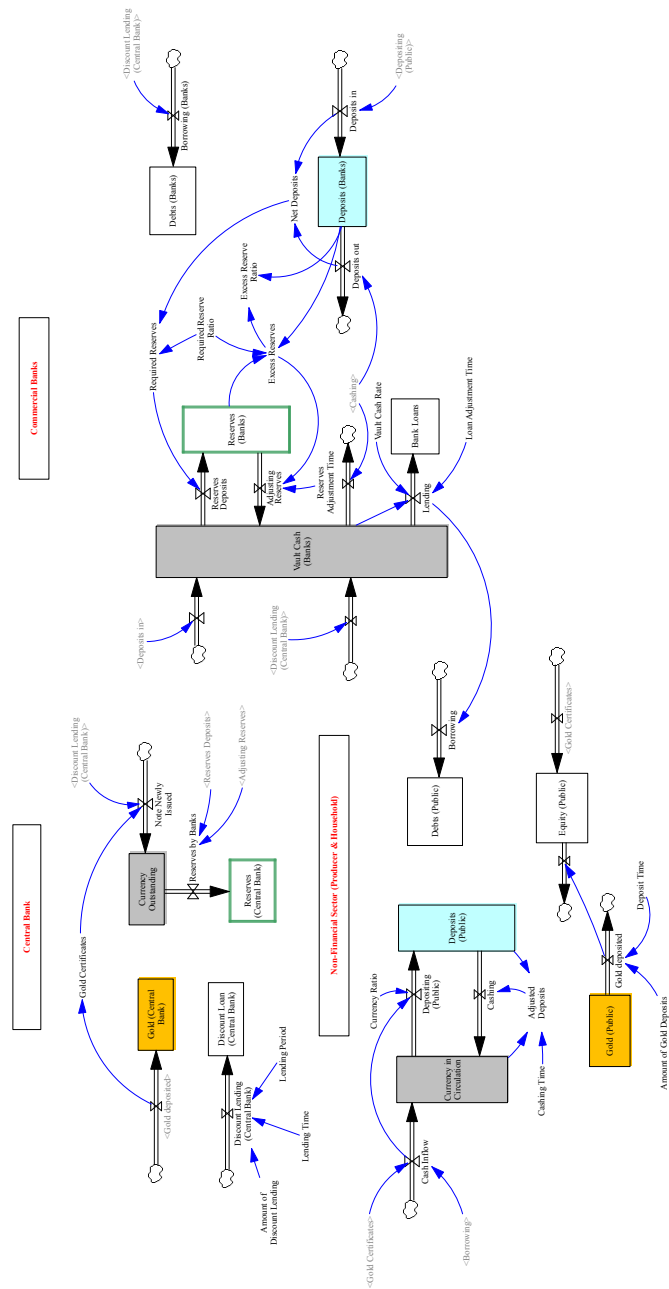 Central Bank
Gold Certificates
<Discount Lending
(Central Bank)>
<Gold deposited>
Gold (Central
Bank)
Currency
Outstanding
Note Newly
Issued
Reserves by Banks
<Reserves Deposits>
<Adjusting Reserves>
Discount Lending
(Central Bank)
Discount Loan
(Central Bank)
Reserves
(Central Bank)
Lending Period
Lending Time
Amount of
Discount Lending
Commercial Banks
<Discount Lending
(Central Bank)>
Debts (Banks)
Borrowing (Banks)
Required Reserves
<Deposits in>
Required Reserve
Ratio
Excess Reserve
Ratio
Net Deposits
Reserves
Deposits
Reserves
(Banks)
Excess Reserves
Adjusting
Reserves
Vault Cash
(Banks)
Reserves
Adjustment Time
<Discount Lending
(Central Bank)>
<Cashing>
Deposits out
Deposits (Banks)
Deposits in
<Depositing
(Public)>
Vault Cash Rate
Lending
Bank Loans
Loan Adjustment Time
Non-Financial Sector (Producer & Household)
<Gold Certificates>
Currency Ratio
Cash Inflow
Depositing
(Public)
Deposits
(Public)
Debts (Public)
Borrowing
<Borrowing>
Currency in
Circulation
Cashing
Adjusted
Deposits
Cashing Time
Equity (Public)
<Gold Certificates>
Gold (Public)
Gold deposited
Deposit Time
Amount of Gold Deposits